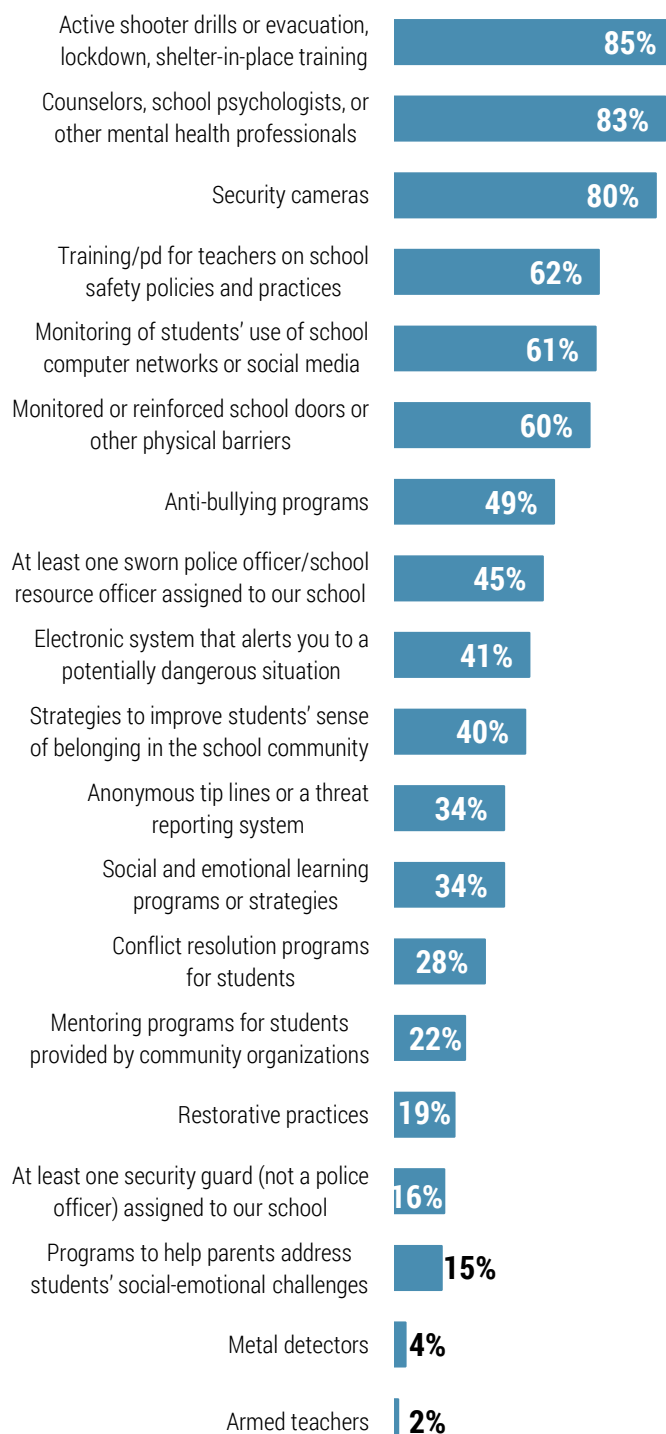 Active shooter drills or evacuation,
lockdown, shelter-in-place training
85%
Counselors, school psychologists, or
other mental health professionals
83%
Security cameras
80%
Training/pd for teachers on school
safety policies and practices
62%
Monitoring of students’ use of school
computer networks or social media
61%
Monitored or reinforced school doors or
other physical barriers
60%
Anti-bullying programs
49%
At least one sworn police officer/school
resource officer assigned to our school
45%
Electronic system that alerts you to a
potentially dangerous situation
41%
Strategies to improve students’ sense
of belonging in the school community
40%
Anonymous tip lines or a threat
reporting system
34%
Social and emotional learning
programs or strategies
34%
Conflict resolution programs
for students
28%
Mentoring programs for students
provided by community organizations
22%
Restorative practices
19%
At least one security guard (not a police
officer) assigned to our school
16%
Programs to help parents address
students’ social-emotional challenges
15%
Metal detectors
4%
Armed teachers
2%